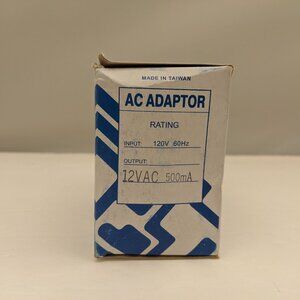 MADE IN TAIWAN
AC ADAPTOR
RATING
INPUT: 120V 60Hz
OUTPUT:
12VAC 500mA